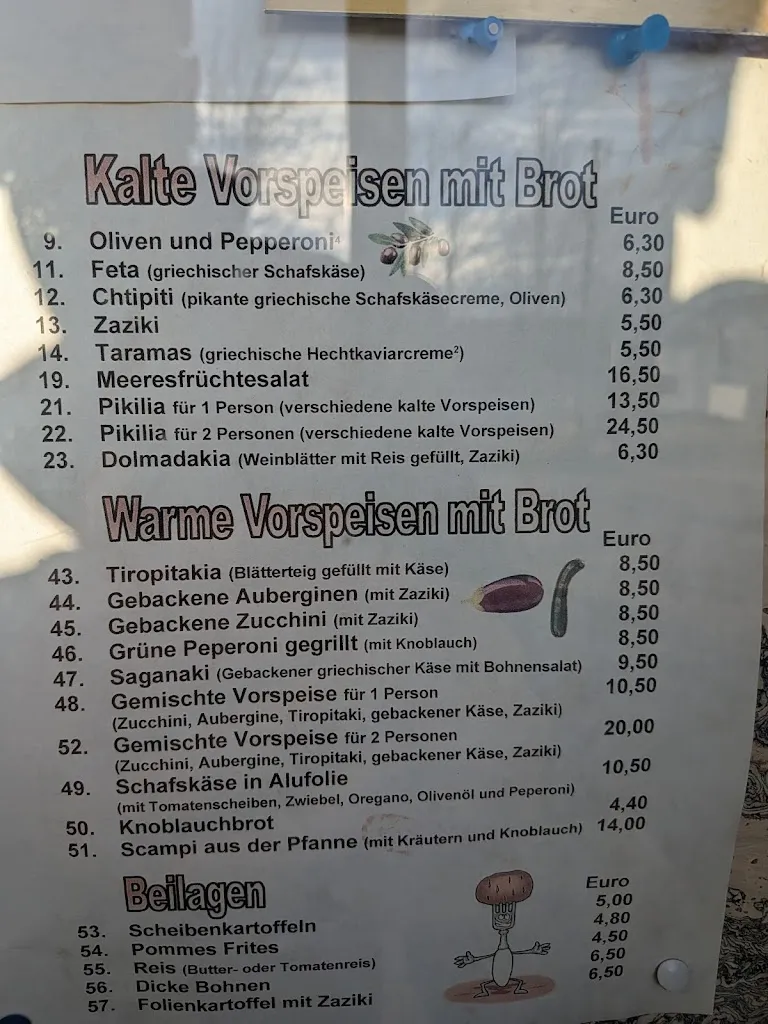 Kalte Vorspeisen mit Brot
Euro
9. Oliven und Pepperoni⁴ 6,30
11. Feta (griechischer Schafskäse) 8,50
12. Chtipiti (pikante griechische Schafskäsecreme, Oliven) 6,30
13. Zaziki 5,50
14. Taramas (griechische Hechtkaviarcreme²) 5,50
19. Meeresfrüchtesalat 16,50
21. Pikilia für 1 Person (verschiedene kalte Vorspeisen) 13,50
22. Pikilia für 2 Personen (verschiedene kalte Vorspeisen) 24,50
23. Dolmadakia (Weinblätter mit Reis gefüllt, Zaziki) 6,30
Warme Vorspeisen mit Brot
Euro
43. Tiropitakia (Blätterteig gefüllt mit Käse) 8,50
44. Gebackene Auberginen (mit Zaziki) 8,50
45. Gebackene Zucchini (mit Zaziki) 8,50
46. Grüne Peperoni gegrillt (mit Knoblauch) 8,50
47. Saganaki (Gebackener griechischer Käse mit Bohnensalat) 9,50
48. Gemischte Vorspeise für 1 Person 10,50
(Zucchini, Aubergine, Tiropitaki, gebackener Käse, Zaziki)
52. Gemischte Vorspeise für 2 Personen 20,00
(Zucchini, Aubergine, Tiropitaki, gebackener Käse, Zaziki)
49. Schafskäse in Alufolie 10,50
(mit Tomatenscheiben, Zwiebel, Oregano, Olivenöl und Peperoni)
50. Knoblauchbrot 4,40
51. Scampi aus der Pfanne (mit Kräutern und Knoblauch) 14,00
Beilagen
Euro
53. Scheibenkartoffeln 5,00
54. Pommes Frites 4,80
55. Reis (Butter- oder Tomatenreis) 4,50
56. Dicke Bohnen 6,50
57. Folienkartoffel mit Zaziki 6,50